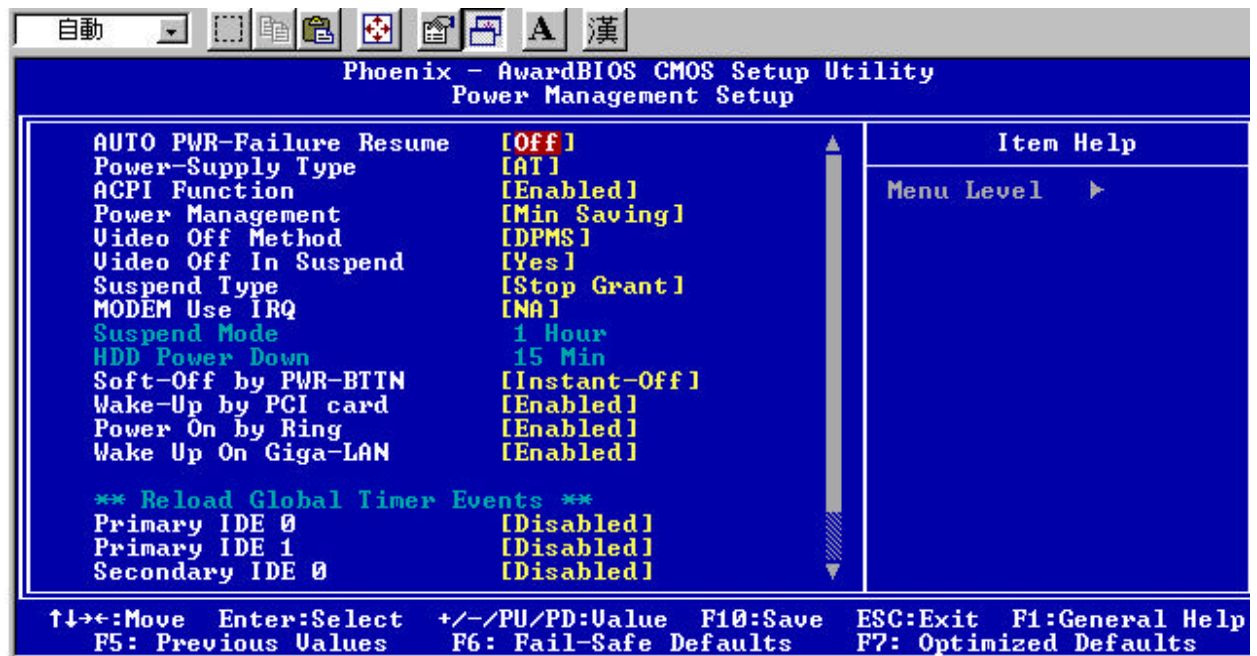 自動
A 漢
Phoenix - AwardBIOS CMOS Setup Utility
Power Management Setup
AUTO PWR-Failure Resume [Off]
Power-Supply Type [AT]
ACPI Function [Enabled]
Power Management [Min Saving]
Video Off Method [DPMS]
Video Off In Suspend [Yes]
Suspend Type [Stop Grant]
MODEM Use IRQ [NA]
Suspend Mode 1 Hour
HDD Power Down 15 Min
Soft-Off by PWR-BTTN [Instant-Off]
Wake-Up by PCI card [Enabled]
Power On by Ring [Enabled]
Wake Up On Giga-LAN [Enabled]
** Reload Global Timer Events **
Primary IDE 0 [Disabled]
Primary IDE 1 [Disabled]
Secondary IDE 0 [Disabled]
Item Help
Menu Level ►
↑↓→←:Move Enter:Select +/-/PU/PD:Value F10:Save ESC:Exit F1:General Help
F5: Previous Values F6: Fail-Safe Defaults F7: Optimized Defaults